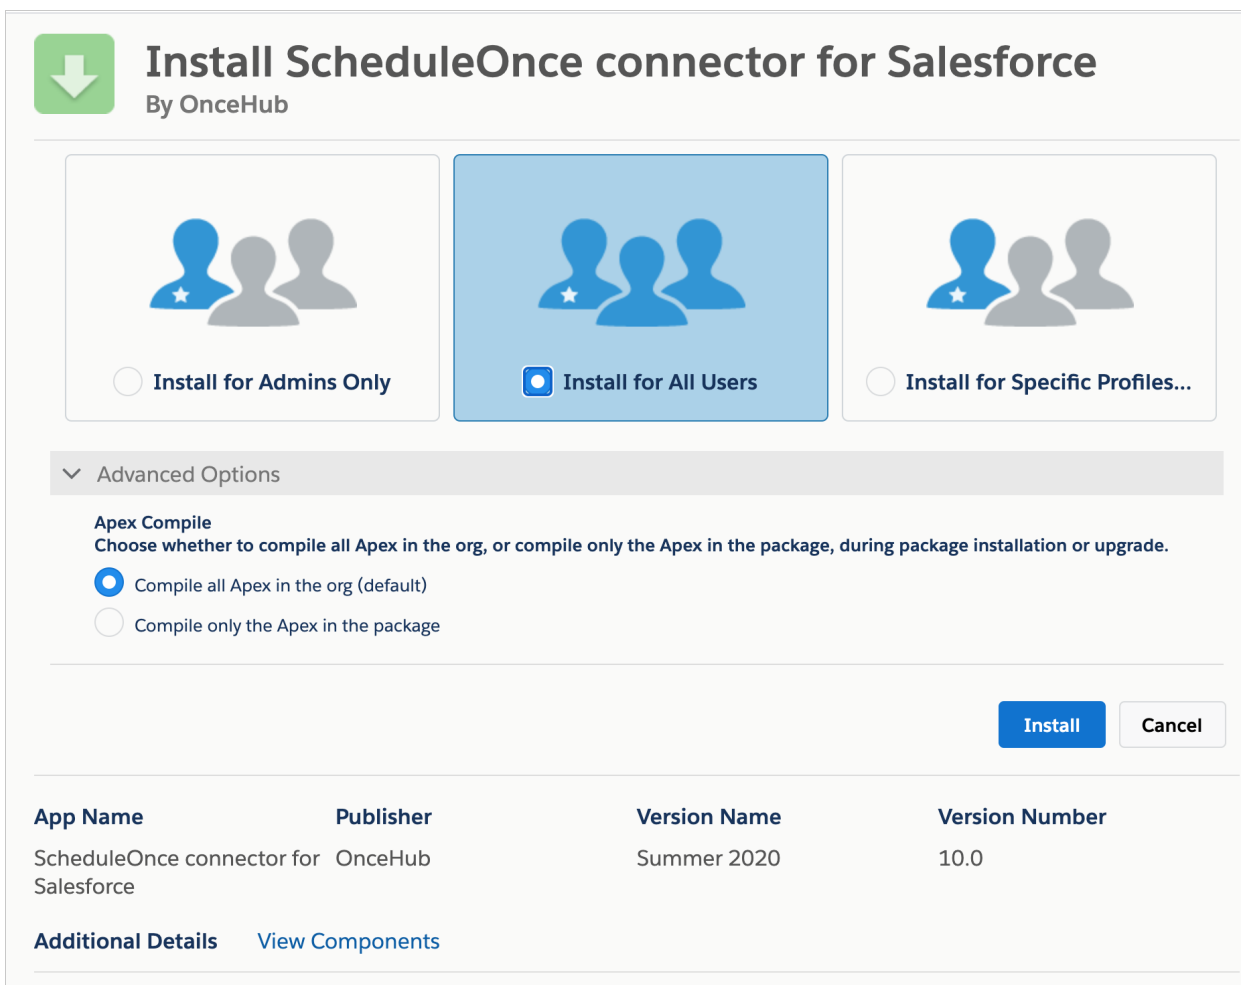 Install ScheduleOnce connector for Salesforce
By OnceHub
Install for Admins Only
Install for All Users
Install for Specific Profiles...
Advanced Options
Apex Compile
Choose whether to compile all Apex in the org, or compile only the Apex in the package, during package installation or upgrade.
Compile all Apex in the org (default)
Compile only the Apex in the package
Install
Cancel
App Name
ScheduleOnce connector for
Salesforce
Publisher
OnceHub
Version Name
Summer 2020
Version Number
10.0
Additional Details
View Components